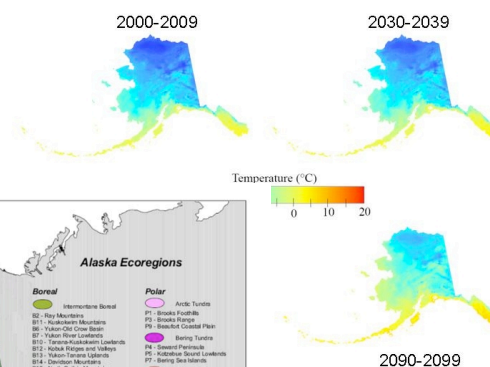 2000-2009
2030-2039
Temperature (°C)
0 10 20
Alaska Ecoregions
Boreal
Intermontane Boreal
B2 - Ray Mountains
B11 - Kuskokwim Mountains
B6 - Yukon-Old Crow Basin
B7 - Yukon River Lowlands
B10 - Tanana-Kuskokwim Lowlands
B12 - Kobuk Ridges and Valleys
B13 - Yukon-Tanana Uplands
B14 - Davidson Mountains
Polar
Arctic Tundra
P1 - Brooks Foothills
P3 - Brooks Range
P9 - Beaufort Coastal Plain
Bering Tundra
P4 - Seward Peninsula
P5 - Kotzebue Sound Lowlands
P7 - Bering Sea Islands
2090-2099